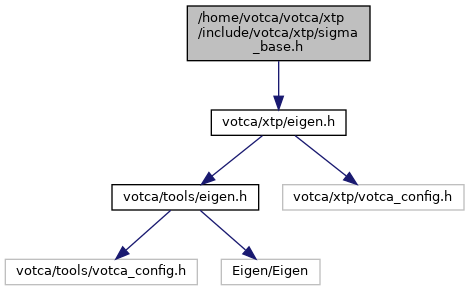 /home/votca/votca/xtp
/include/votca/xtp/sigma
_base.h
votca/xtp/eigen.h
votca/tools/eigen.h
votca/xtp/votca_config.h
votca/tools/votca_config.h
Eigen/Eigen